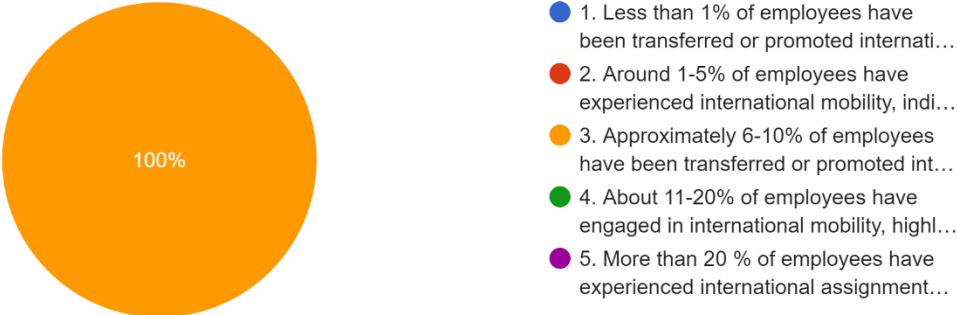 100%
1. Less than 1% of employees have
been transferred or promoted internati…
2. Around 1-5% of employees have
experienced international mobility, indi…
3. Approximately 6-10% of employees
have been transferred or promoted int…
4. About 11-20% of employees have
engaged in international mobility, highl…
5. More than 20 % of employees have
experienced international assignment…